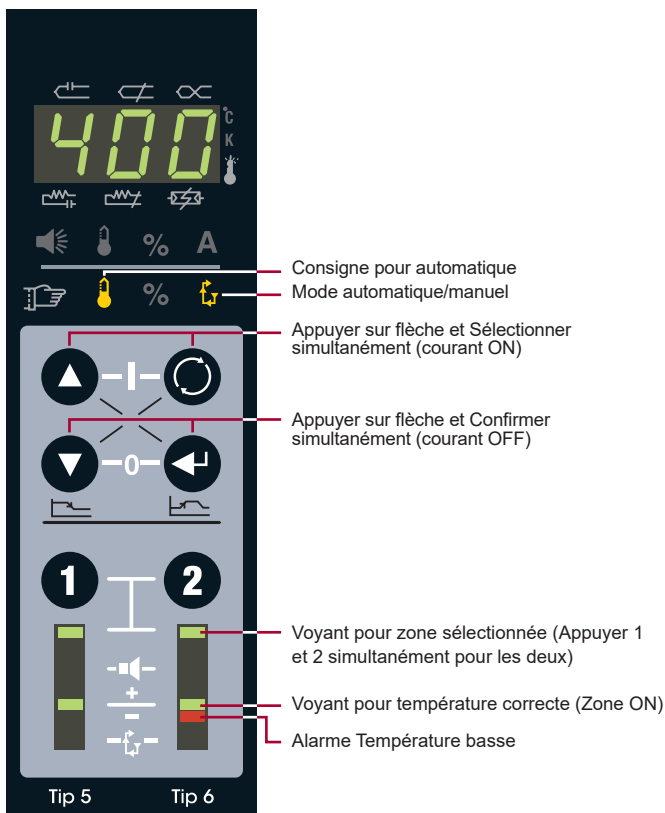 400
°C
K
%
A
Consigne pour automatique
%
Mode automatique/manuel
Appuyer sur flèche et Sélectionner
simultanément (courant ON)
Appuyer sur flèche et Confirmer
simultanément (courant OFF)
0
1
2
Voyant pour zone sélectionnée (Appuyer 1
et 2 simultanément pour les deux)
+
Voyant pour température correcte (Zone ON)
-
Alarme Température basse
Tip 5
Tip 6